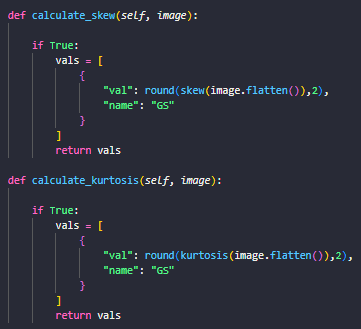 def calculate_skew(self, image):
if True:
vals = [
{
"val": round(skew(image.flatten()),2),
"name": "GS"
}
]
return vals
def calculate_kurtosis(self, image):
if True:
vals = [
{
"val": round(kurtosis(image.flatten()),2),
"name": "GS"
}
]
return vals